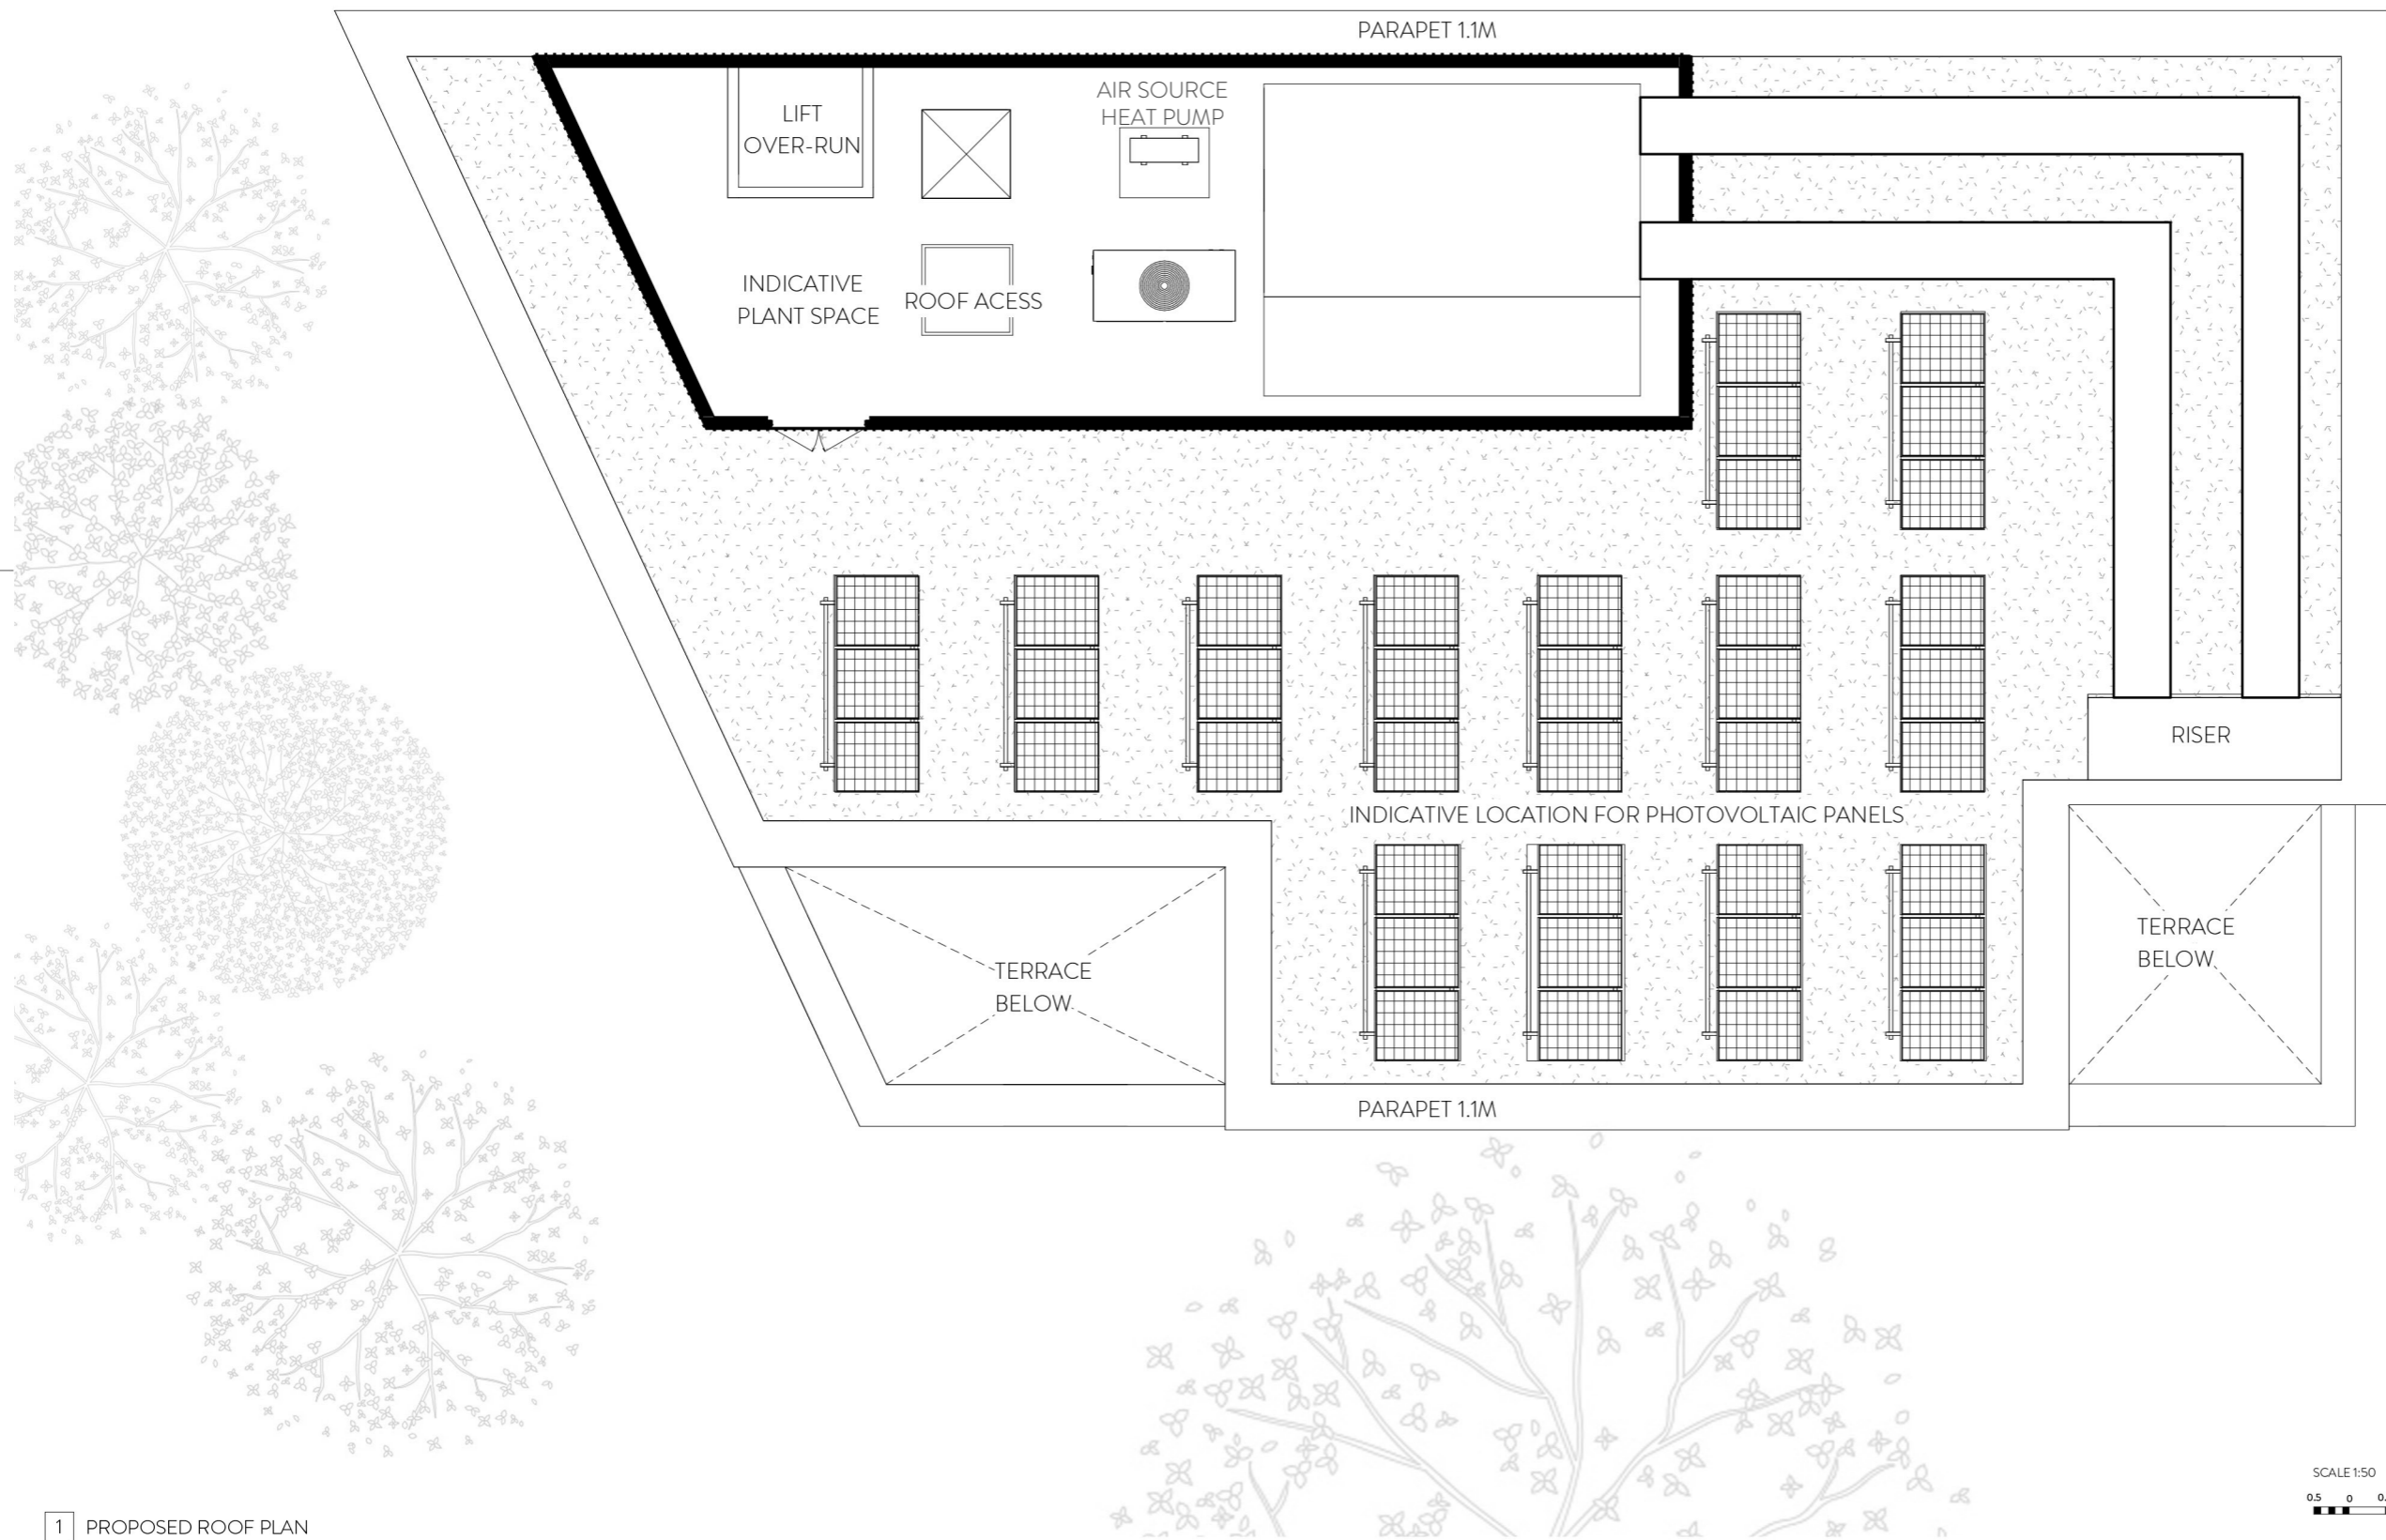 PARAPET 1.1M
AIR SOURCE
HEAT PUMP
LIFT
OVER-RUN
INDICATIVE
PLANT SPACE
ROOF ACESS
RISER
INDICATIVE LOCATION FOR PHOTOVOLTAIC PANELS
TERRACE
BELOW
TERRACE
BELOW
PARAPET 1.1M
SCALE 1:50
0.5 0 0.
1 PROPOSED ROOF PLAN